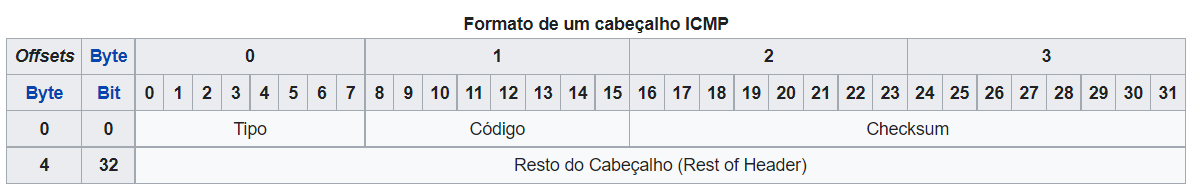 Formato de um cabeçalho ICMP
Offsets Byte 0 1 2 3
Byte Bit 0 1 2 3 4 5 6 7 8 9 10 11 12 13 14 15 16 17 18 19 20 21 22 23 24 25 26 27 28 29 30 31
0 0 Tipo Código Checksum
4 32 Resto do Cabeçalho (Rest of Header)